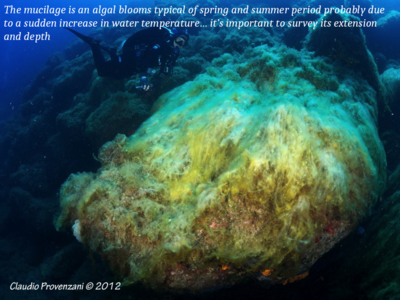 The mucilage is an algal blooms typical of spring and summer period probably due
to a sudden increase in water temperature... it's important to survey its extension
and depth
Claudio Provenzani © 2012